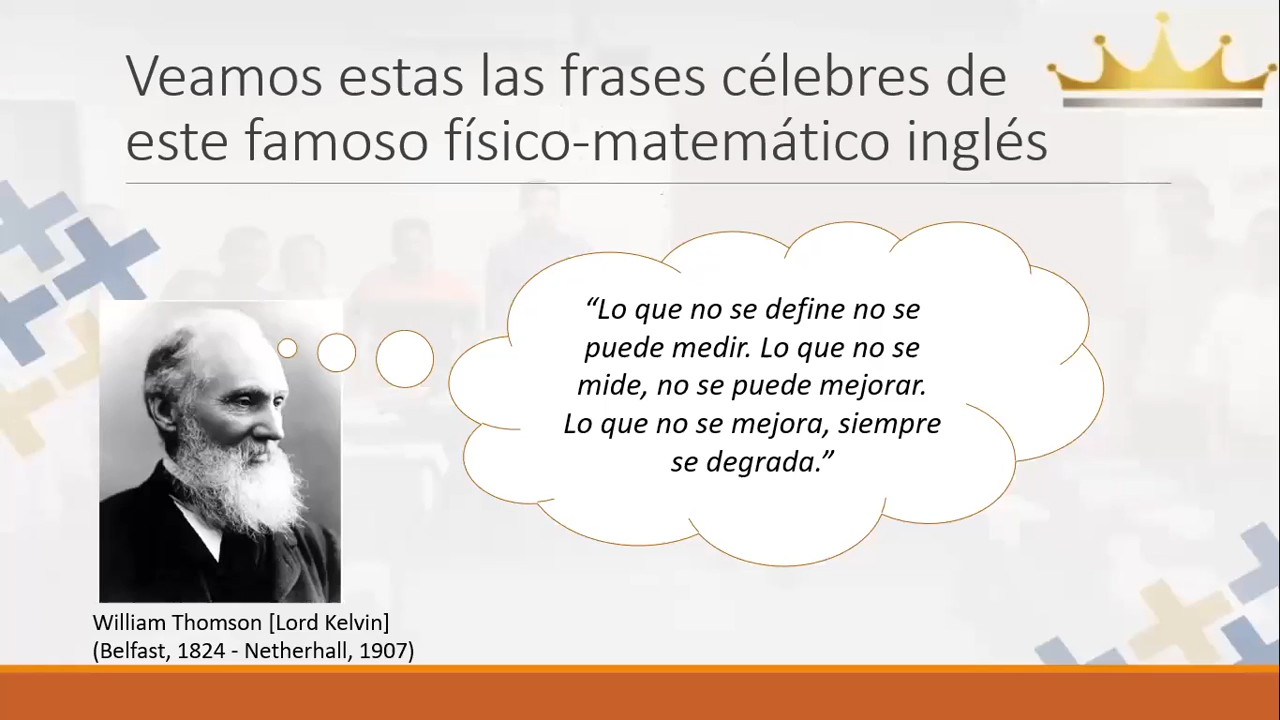 Veamos estas las frases célebres de
este famoso físico-matemático inglés
“Lo que no se define no se
puede medir. Lo que no se
mide, no se puede mejorar.
Lo que no se mejora, siempre
se degrada.”
William Thomson [Lord Kelvin]
(Belfast, 1824 - Netherhall, 1907)